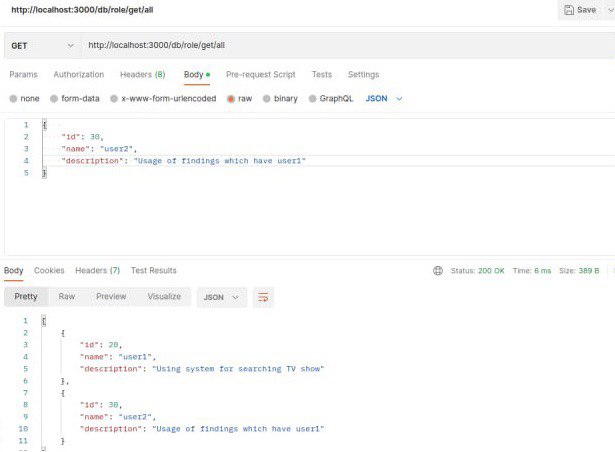 http://localhost:3000/db/role/get/all Save
GET http://localhost:3000/db/role/get/all
Params Authorization Headers (8) Body Pre-request Script Tests Settings
none form-data x-www-form-urlencoded raw binary GraphQL JSON
1 {
2 "id": 30,
3 "name": "user2",
4 "description": "Usage of findings which have user1"
5 }
Body Cookies Headers (7) Test Results Status: 200 OK Time: 6 ms Size: 389 B
Pretty Raw Preview Visualize JSON
1 [
2 {
3 "id": 20,
4 "name": "user1",
5 "description": "Using system for searching TV show"
6 },
7 {
8 "id": 30,
9 "name": "user2",
10 "description": "Usage of findings which have user1"
11 }